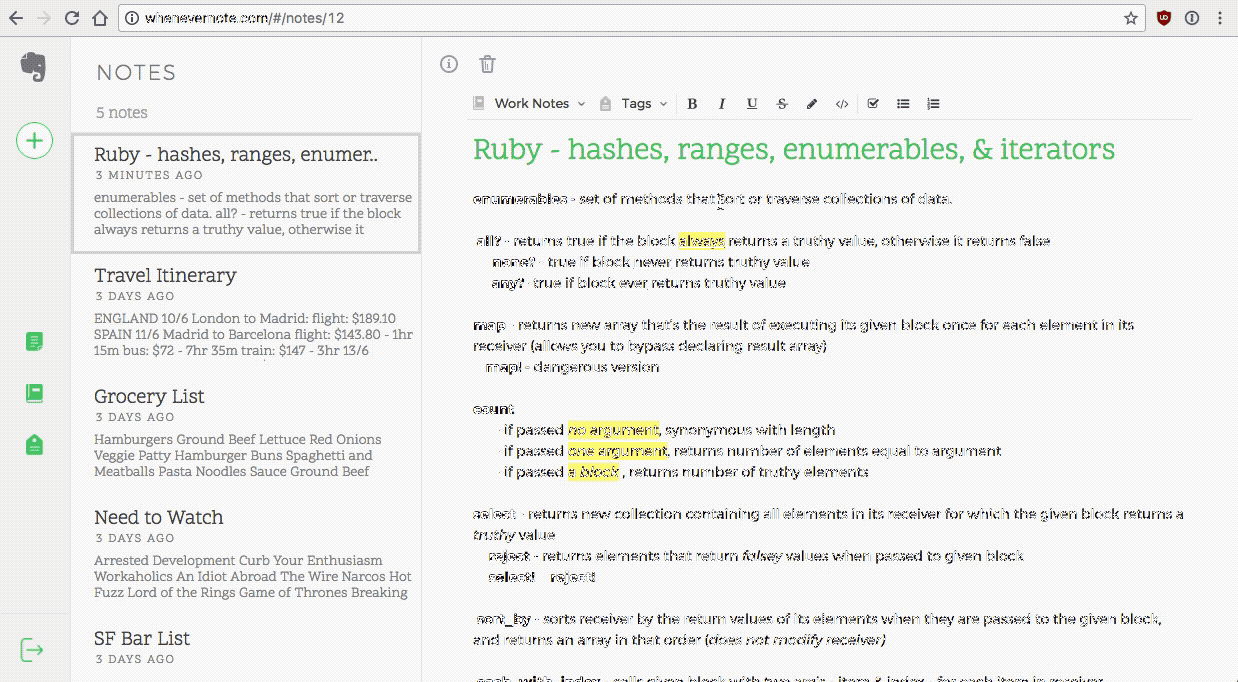 whenevernote.com/#/notes/12
NOTES
5 notes
Ruby - hashes, ranges, enumer..
3 MINUTES AGO
enumerables - set of methods that sort or traverse
collections of data. all? - returns true if the block
always returns a truthy value, otherwise it
Travel Itinerary
3 DAYS AGO
ENGLAND 10/6 London to Madrid: flight: $189.10
SPAIN 11/6 Madrid to Barcelona flight: $143.80 - 1hr
15m bus: $72 - 7hr 35m train: $147 - 3hr 13/6
Grocery List
3 DAYS AGO
Hamburgers Ground Beef Lettuce Red Onions
Veggie Patty Hamburger Buns Spaghetti and
Meatballs Pasta Noodles Sauce Ground Beef
Need to Watch
3 DAYS AGO
Arrested Development Curb Your Enthusiasm
Workaholics An Idiot Abroad The Wire Narcos Hot
Fuzz Lord of the Rings Game of Thrones Breaking
SF Bar List
3 DAYS AGO
Work Notes Tags B I U S </>
Ruby - hashes, ranges, enumerables, & iterators
enumerables - set of methods that sort or traverse collections of data.
all? - returns true if the block always returns a truthy value, otherwise it returns false
none? - true if block never returns truthy value
any? - true if block ever returns truthy value
map - returns new array that's the result of executing its given block once for each element in its
receiver (allows you to bypass declaring result array)
map! - dangerous version
count
- if passed no argument, synonymous with length
- if passed one argument, returns number of elements equal to argument
- if passed a block , returns number of truthy elements
select - returns new collection containing all elements in its receiver for which the given block returns a
truthy value
reject - returns elements that return falsey values when passed to given block
select! reject!
sort_by - sorts receiver by the return values of its elements when they are passed to the given block,
and returns an array in that order (does not modify receiver)
each_with_index - calls given block with two args - item & index - for each item in receiver